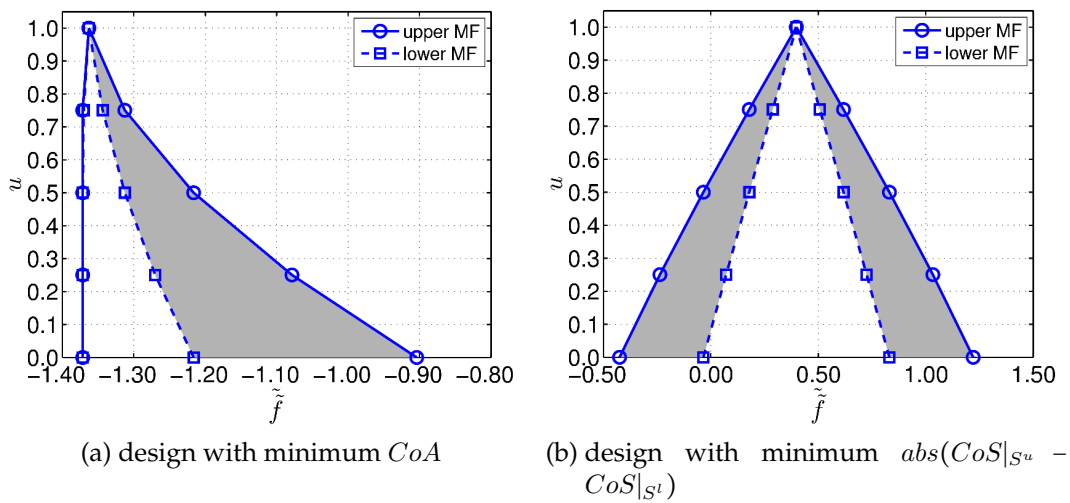 1.0
0.9
0.8
0.7
0.6
0.5
0.4
0.3
0.2
0.1
0.0
u
−1.40 −1.30 −1.20 −1.10 −1.00 −0.90 −0.80
f̃̃
upper MF
lower MF
(a) design with minimum CoA
1.0
0.9
0.8
0.7
0.6
0.5
0.4
0.3
0.2
0.1
0.0
u
−0.50 0.00 0.50 1.00 1.50
f̃̃
upper MF
lower MF
(b) design with minimum abs(CoS|Sᵘ –
CoS|Sˡ)